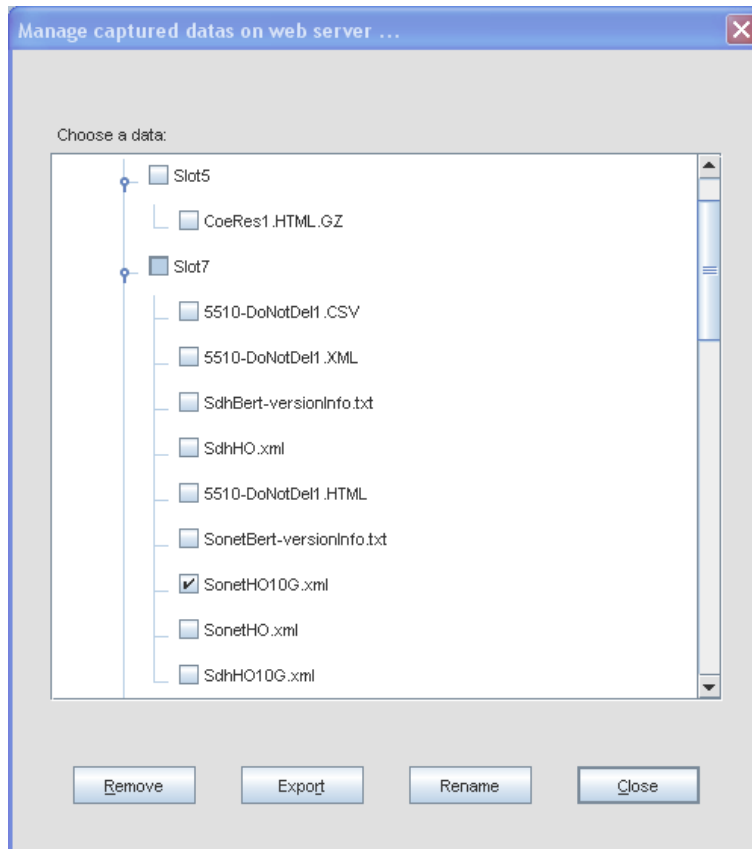 Manage captured datas on web server ...
Choose a data:
Slot5
CoeRes1.HTML.GZ
Slot7
5510-DoNotDel1.CSV
5510-DoNotDel1.XML
SdhBert-versionInfo.txt
SdhHO.xml
5510-DoNotDel1.HTML
SonetBert-versionInfo.txt
SonetHO10G.xml
SonetHO.xml
SdhHO10G.xml
Remove Export Rename Close